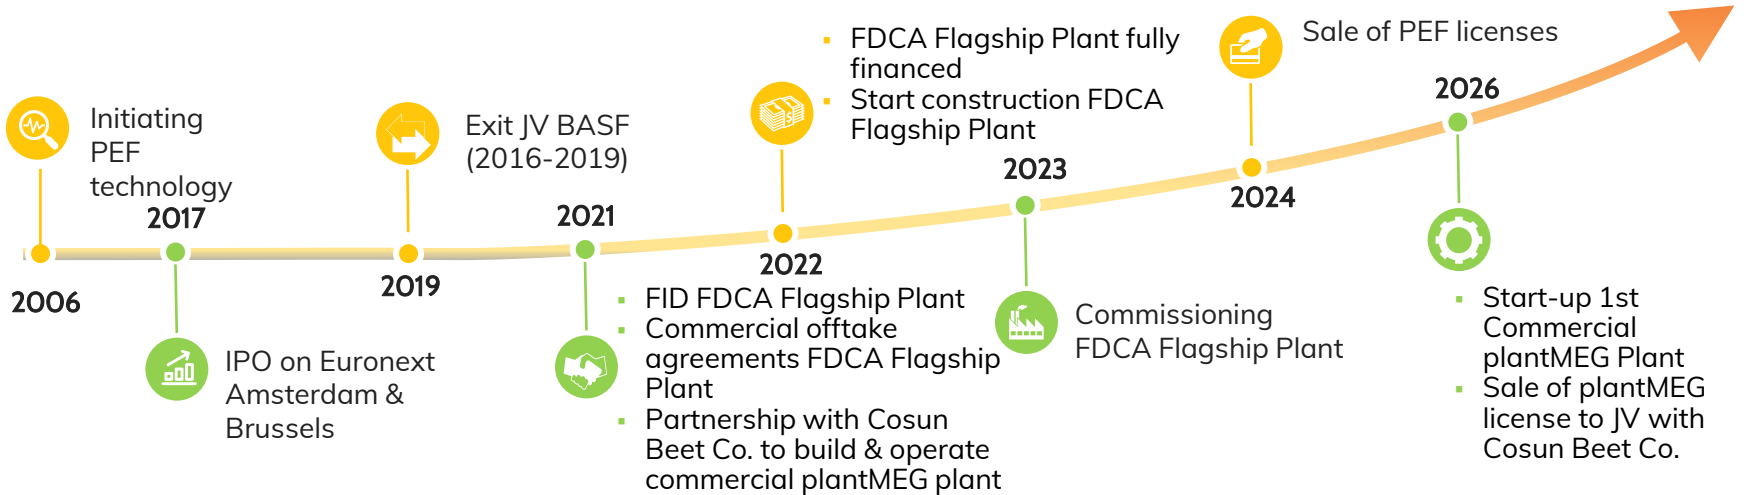 Initiating
PEF
technology
2006
2017
IPO on Euronext
Amsterdam &
Brussels
Exit JV BASF
(2016-2019)
2019
2021
FID FDCA Flagship Plant
Commercial offtake
agreements FDCA Flagship
Plant
Partnership with Cosun
Beet Co. to build & operate
commercial plantMEG plant
FDCA Flagship Plant fully
financed
Start construction FDCA
Flagship Plant
2022
2023
Commissioning
FDCA Flagship Plant
Sale of PEF licenses
2024
2026
Start-up 1st
Commercial
plantMEG Plant
Sale of plantMEG
license to JV with
Cosun Beet Co.